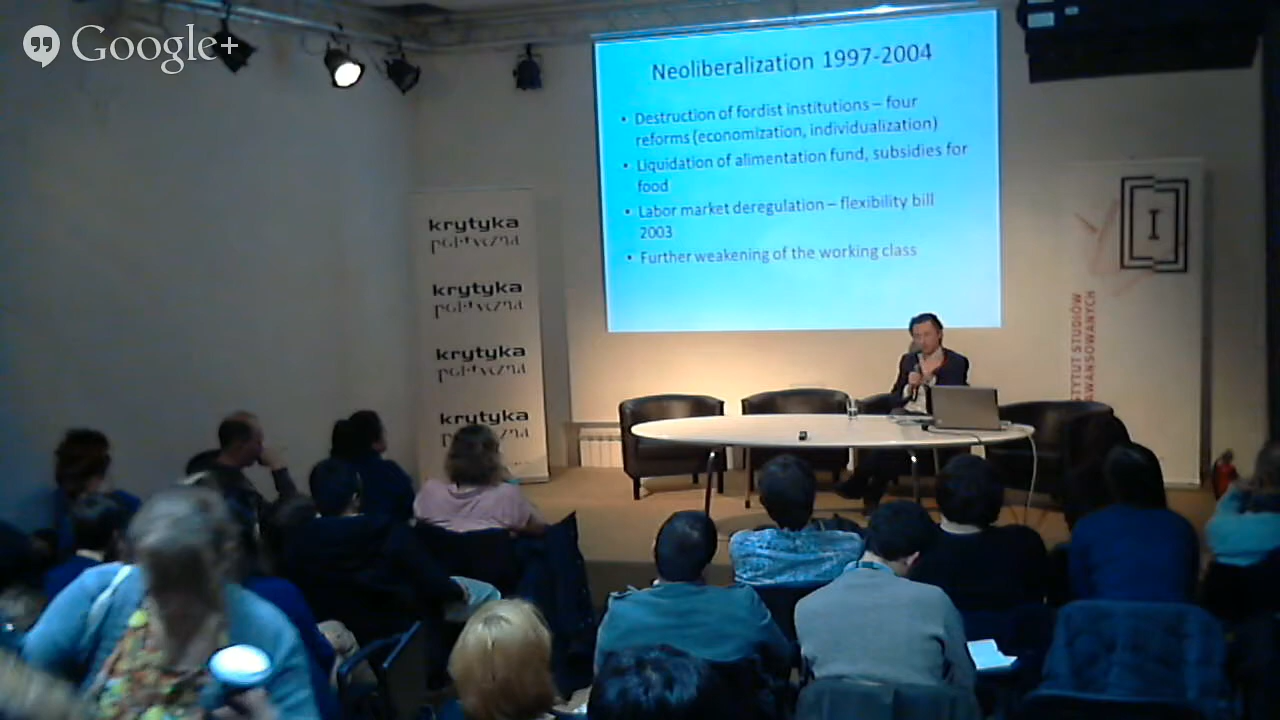 Google+
Neoliberalization 1997-2004
• Destruction of fordist institutions – four
reforms (economization, individualization)
• Liquidation of alimentation fund, subsidies for
food
• Labor market deregulation – flexibility bill
2003
• Further weakening of the working class
krytyka
polityczna
krytyka
polityczna
krytyka
polityczna
krytyka
I
STUDIÓW